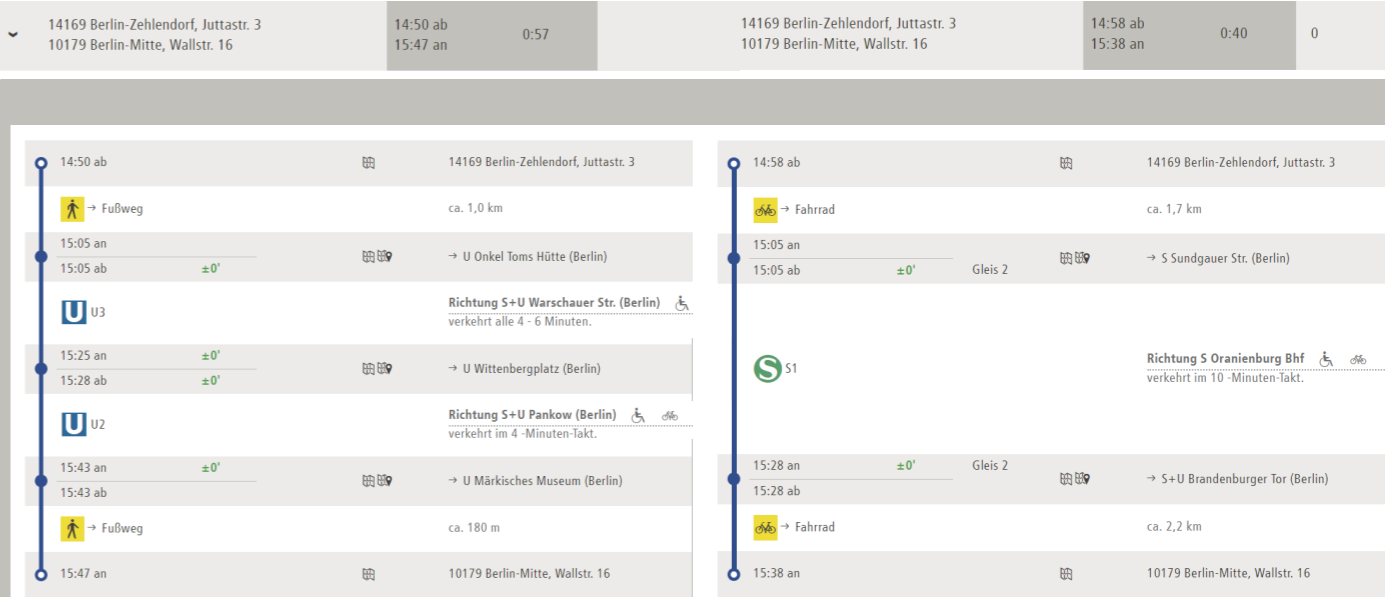 14169 Berlin-Zehlendorf, Juttastr. 3
10179 Berlin-Mitte, Wallstr. 16
14:50 ab
15:47 an
0:57
14169 Berlin-Zehlendorf, Juttastr. 3
10179 Berlin-Mitte, Wallstr. 16
14:58 ab
15:38 an
0:40
0
14:50 ab 14169 Berlin-Zehlendorf, Juttastr. 3
→ Fußweg ca. 1,0 km
15:05 an
15:05 ab ±0'
→ U Onkel Toms Hütte (Berlin)
U U3
Richtung S+U Warschauer Str. (Berlin)
verkehrt alle 4 - 6 Minuten.
15:25 an ±0'
15:28 ab ±0'
→ U Wittenbergplatz (Berlin)
U U2
Richtung S+U Pankow (Berlin)
verkehrt im 4 -Minuten-Takt.
15:43 an ±0'
15:43 ab
→ U Märkisches Museum (Berlin)
→ Fußweg ca. 180 m
15:47 an 10179 Berlin-Mitte, Wallstr. 16
14:58 ab 14169 Berlin-Zehlendorf, Juttastr. 3
→ Fahrrad ca. 1,7 km
15:05 an
15:05 ab ±0' Gleis 2
→ S Sundgauer Str. (Berlin)
S S1
Richtung S Oranienburg Bhf
verkehrt im 10 -Minuten-Takt.
15:28 an ±0' Gleis 2
15:28 ab
→ S+U Brandenburger Tor (Berlin)
→ Fahrrad ca. 2,2 km
15:38 an 10179 Berlin-Mitte, Wallstr. 16